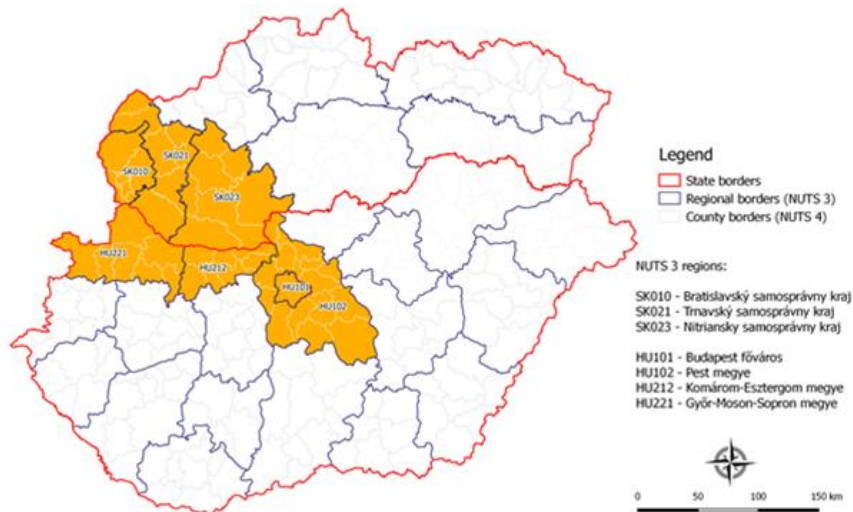 SK010
SK021
SK023
HU221
HU212
HU101
HU102
Legend
State borders
Regional borders (NUTS 3)
County borders (NUTS 4)
NUTS 3 regions:
SK010 - Bratislavský samosprávny kraj
SK021 - Trnavský samosprávny kraj
SK023 - Nitriansky samosprávny kraj
HU101 - Budapest főváros
HU102 - Pest megye
HU212 - Komárom-Esztergom megye
HU221 - Győr-Moson-Sopron megye
0 50 100 150 km